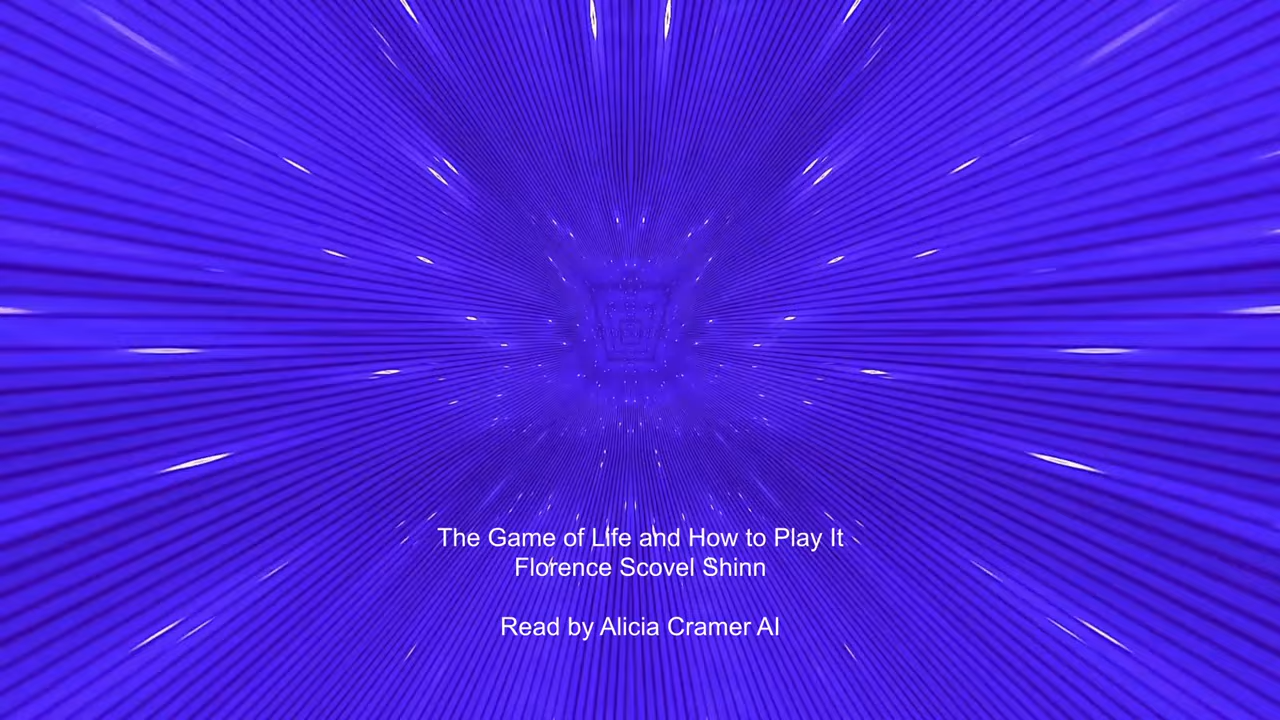 The Game of Life and How to Play It
Florence Scovel Shinn
Read by Alicia Cramer AI